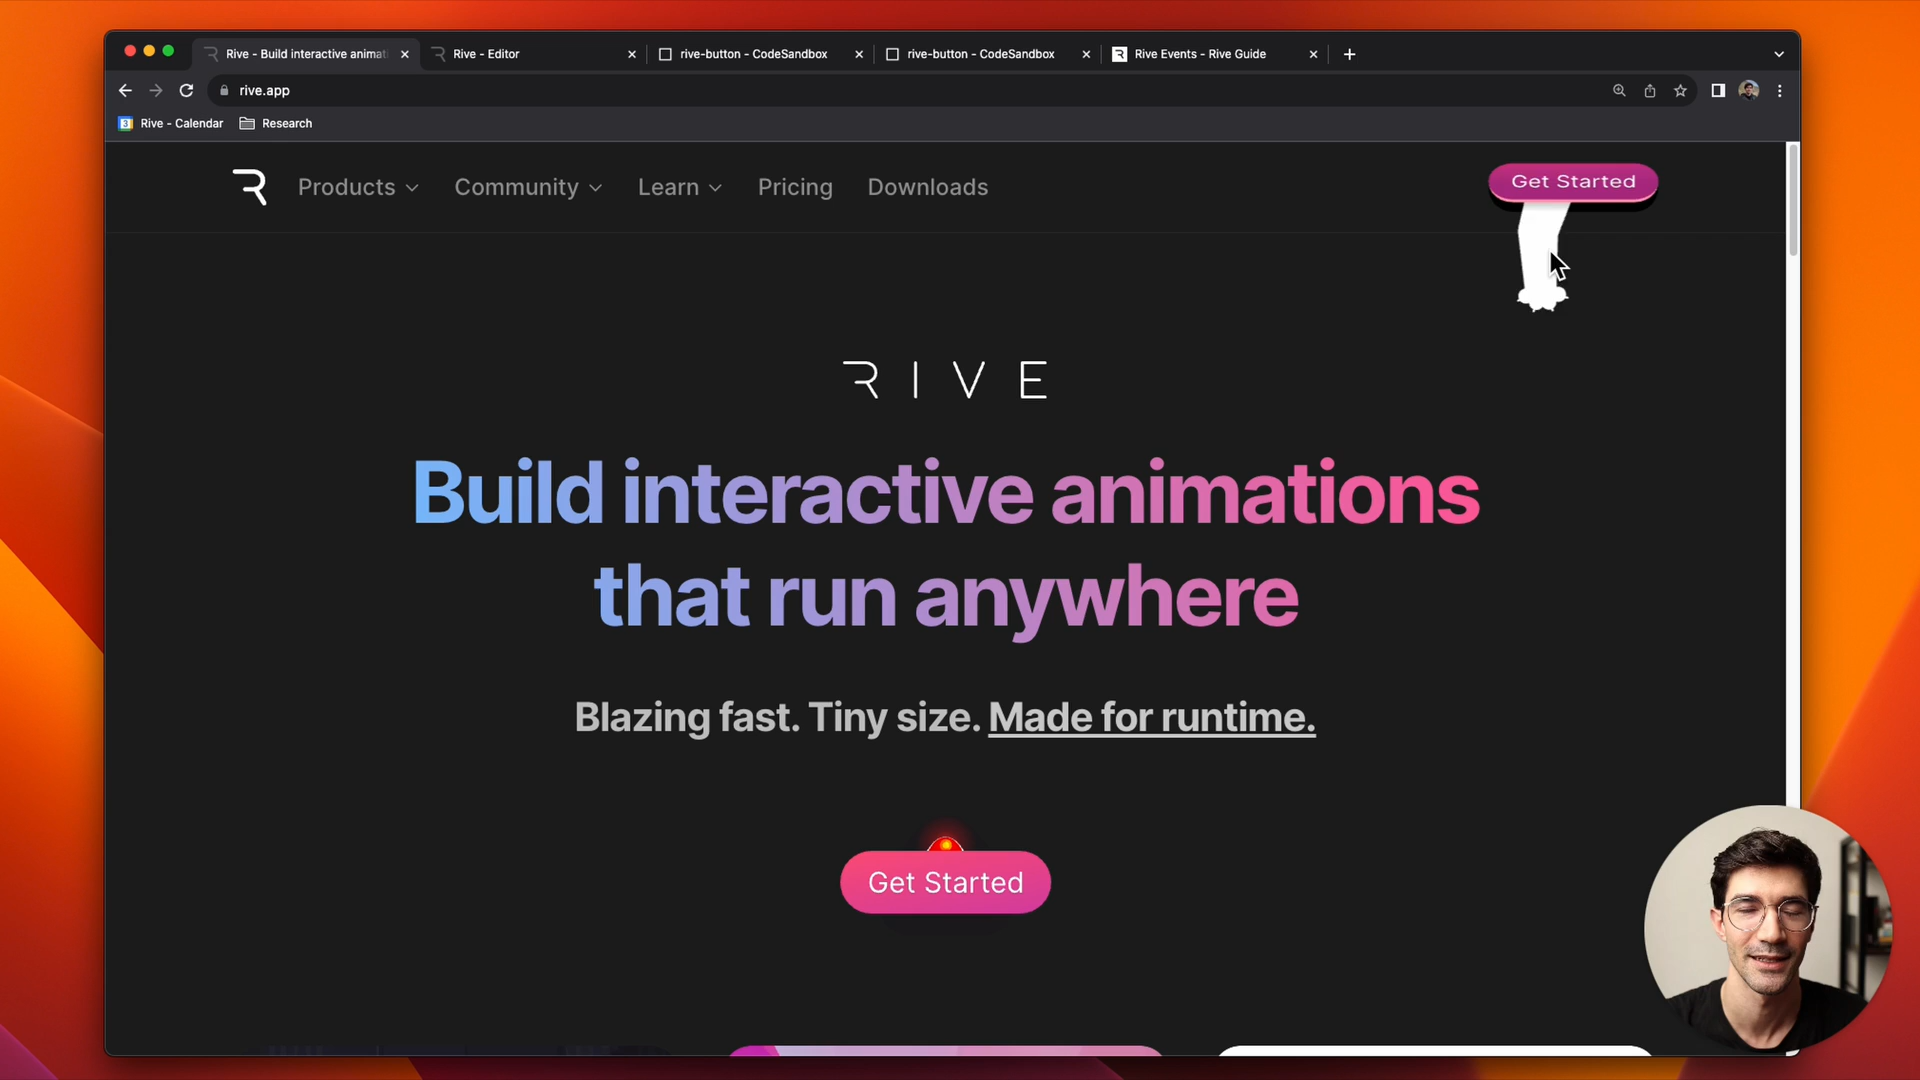 Rive - Build interactive animat
Rive - Editor
rive-button - CodeSandbox
rive-button - CodeSandbox
Rive Events - Rive Guide
rive.app
3
Rive - Calendar
Research
Products
Community
Learn
Pricing
Downloads
Get Started
RIVE
Build interactive animations
that run anywhere
Blazing fast. Tiny size. Made for runtime.
Get Started